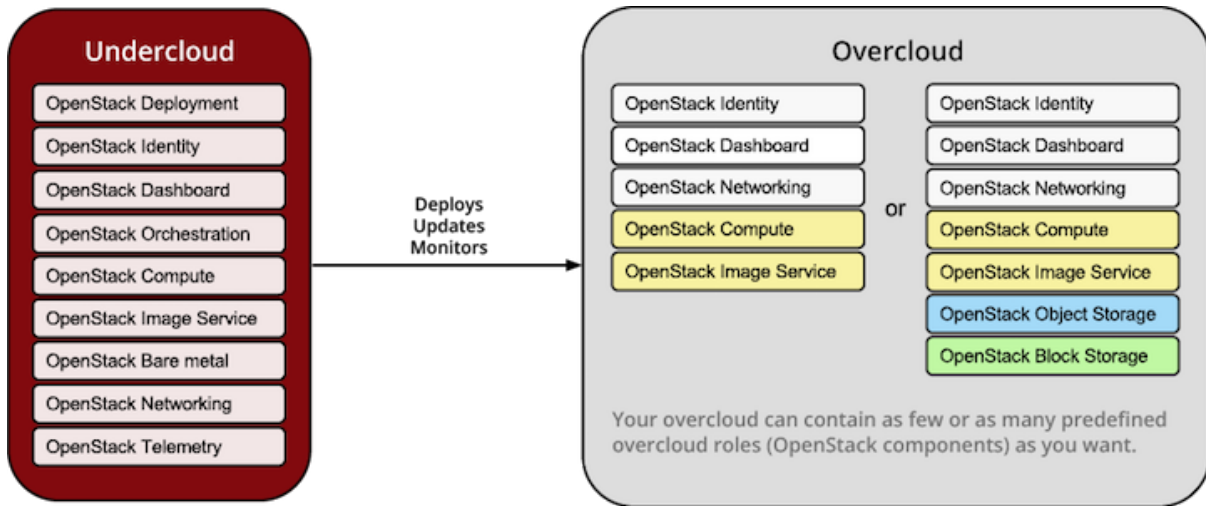 Undercloud
OpenStack Deployment
OpenStack Identity
OpenStack Dashboard
OpenStack Orchestration
OpenStack Compute
OpenStack Image Service
OpenStack Bare metal
OpenStack Networking
OpenStack Telemetry
Deploys
Updates
Monitors
Overcloud
OpenStack Identity
OpenStack Dashboard
OpenStack Networking
OpenStack Compute
OpenStack Image Service
or
OpenStack Identity
OpenStack Dashboard
OpenStack Networking
OpenStack Compute
OpenStack Image Service
OpenStack Object Storage
OpenStack Block Storage
Your overcloud can contain as few or as many predefined
overcloud roles (OpenStack components) as you want.